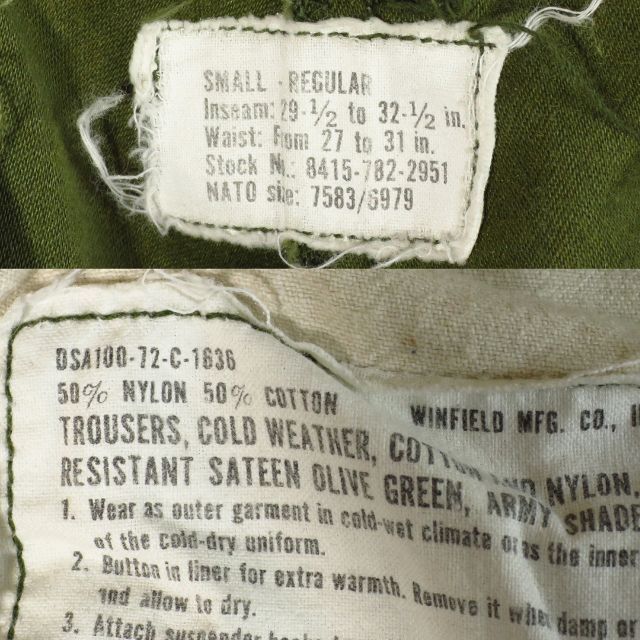 SMALL - REGULAR
Inseam: 29-½ to 32-½ in.
Waist: From 27 to 31 in.
Stock No.: 8415-782-2951
NATO size: 7583/6979
DSA100-72-C-1636
50% NYLON 50% COTTON
WINFIELD MFG. CO.,
TROUSERS, COLD WEATHER, COTTON AND NYLON,
RESISTANT SATEEN OLIVE GREEN, ARMY SHADE
1. Wear as outer garment in cold-wet climate or as the inner
of the cold-dry uniform.
2. Button in liner for extra warmth. Remove it when damp or
and allow to dry.
3. Attach suspender